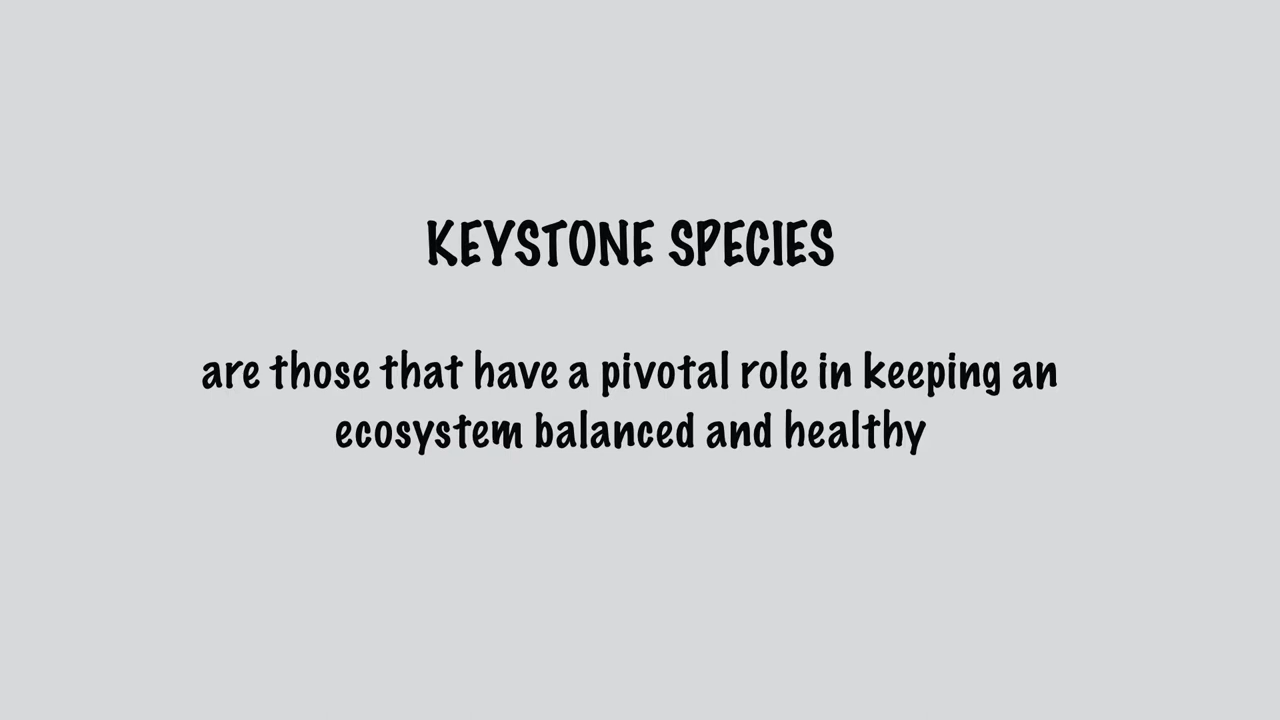 KEYSTONE SPECIES
are those that have a pivotal role in keeping an
ecosystem balanced and healthy